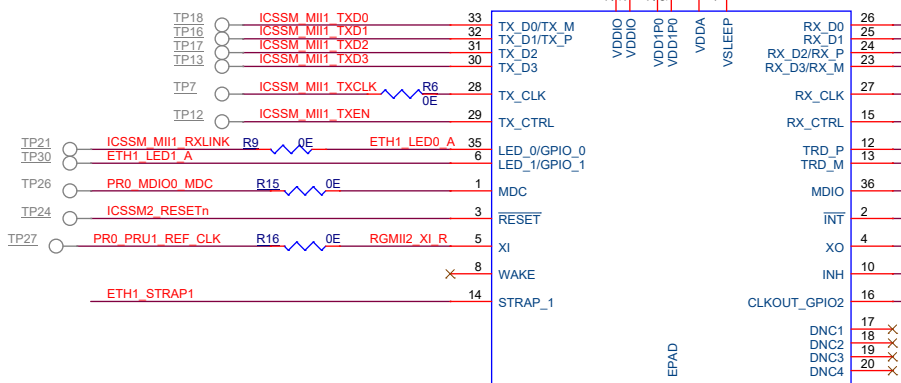 VDDIO
VDDIO
VDD1P0
VDD1P0
VDDA
VSLEEP
TP18 ICSSM_MII1_TXD0 33 TX_D0/TX_M RX_D0 26
TP16 ICSSM_MII1_TXD1 32 TX_D1/TX_P RX_D1 25
TP17 ICSSM_MII1_TXD2 31 TX_D2 RX_D2/RX_P 24
TP13 ICSSM_MII1_TXD3 30 TX_D3 RX_D3/RX_M 23
TP7 ICSSM_MII1_TXCLK R6 0E 28 TX_CLK RX_CLK 27
TP12 ICSSM_MII1_TXEN 29 TX_CTRL RX_CTRL 15
TP21 ICSSM_MII1_RXLINK R9 0E ETH1_LED0_A 35 LED_0/GPIO_0 TRD_P 12
TP30 ETH1_LED1_A 6 LED_1/GPIO_1 TRD_M 13
TP26 PR0_MDIO0_MDC R15 0E 1 MDC MDIO 36
TP24 ICSSM2_RESETn 3 RESET INT 2
TP27 PR0_PRU1_REF_CLK R16 0E RGMII2_XI_R 5 XI XO 4
8 WAKE INH 10
ETH1_STRAP1 14 STRAP_1 CLKOUT_GPIO2 16
DNC1 17
DNC2 18
DNC3 19
DNC4 20
EPAD